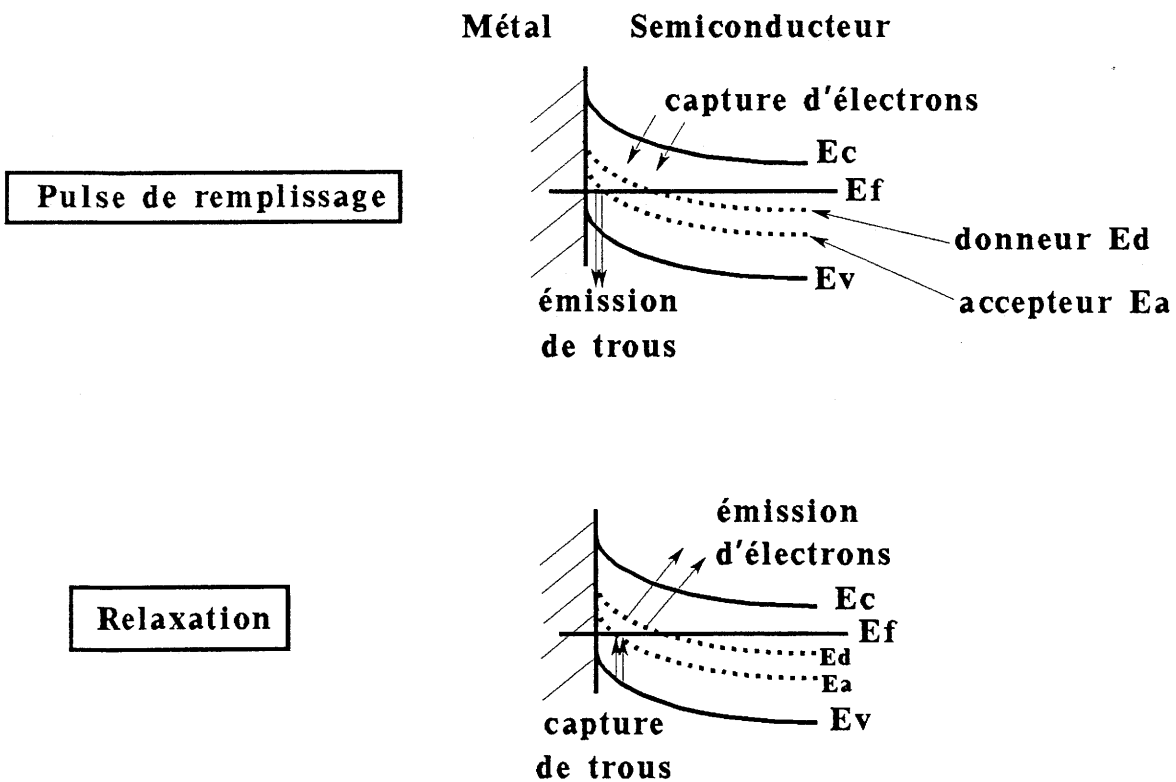 Métal Semiconducteur
capture d'électrons
Ec
Ef
Pulse de remplissage
donneur Ed
Ev
accepteur Ea
émission
de trous
émission
d'électrons
Ec
Relaxation
Ef
Ed
Ea
Ev
capture
de trous